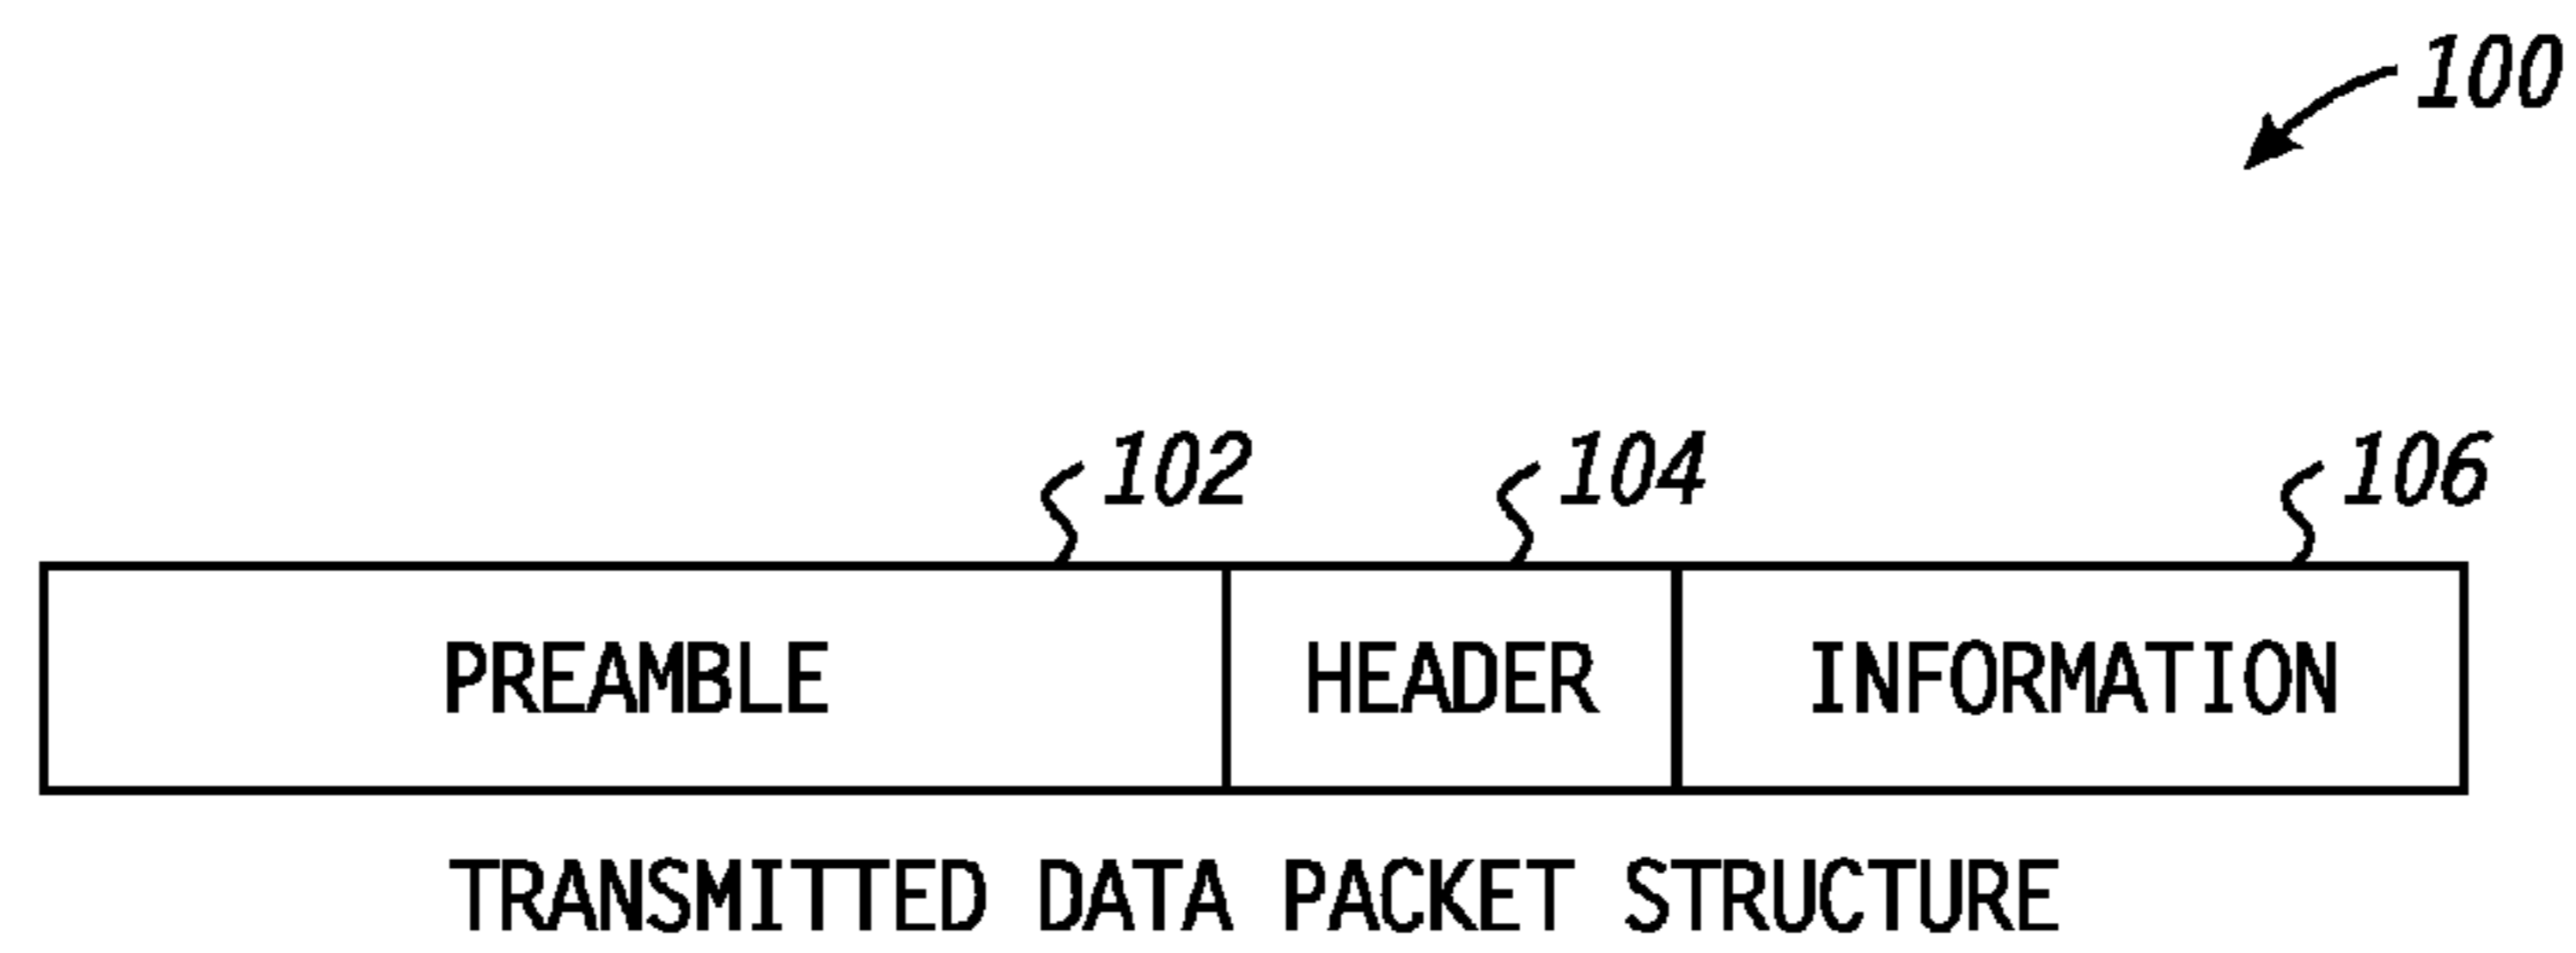 100
102 104 106
PREAMBLE HEADER INFORMATION
TRANSMITTED DATA PACKET STRUCTURE